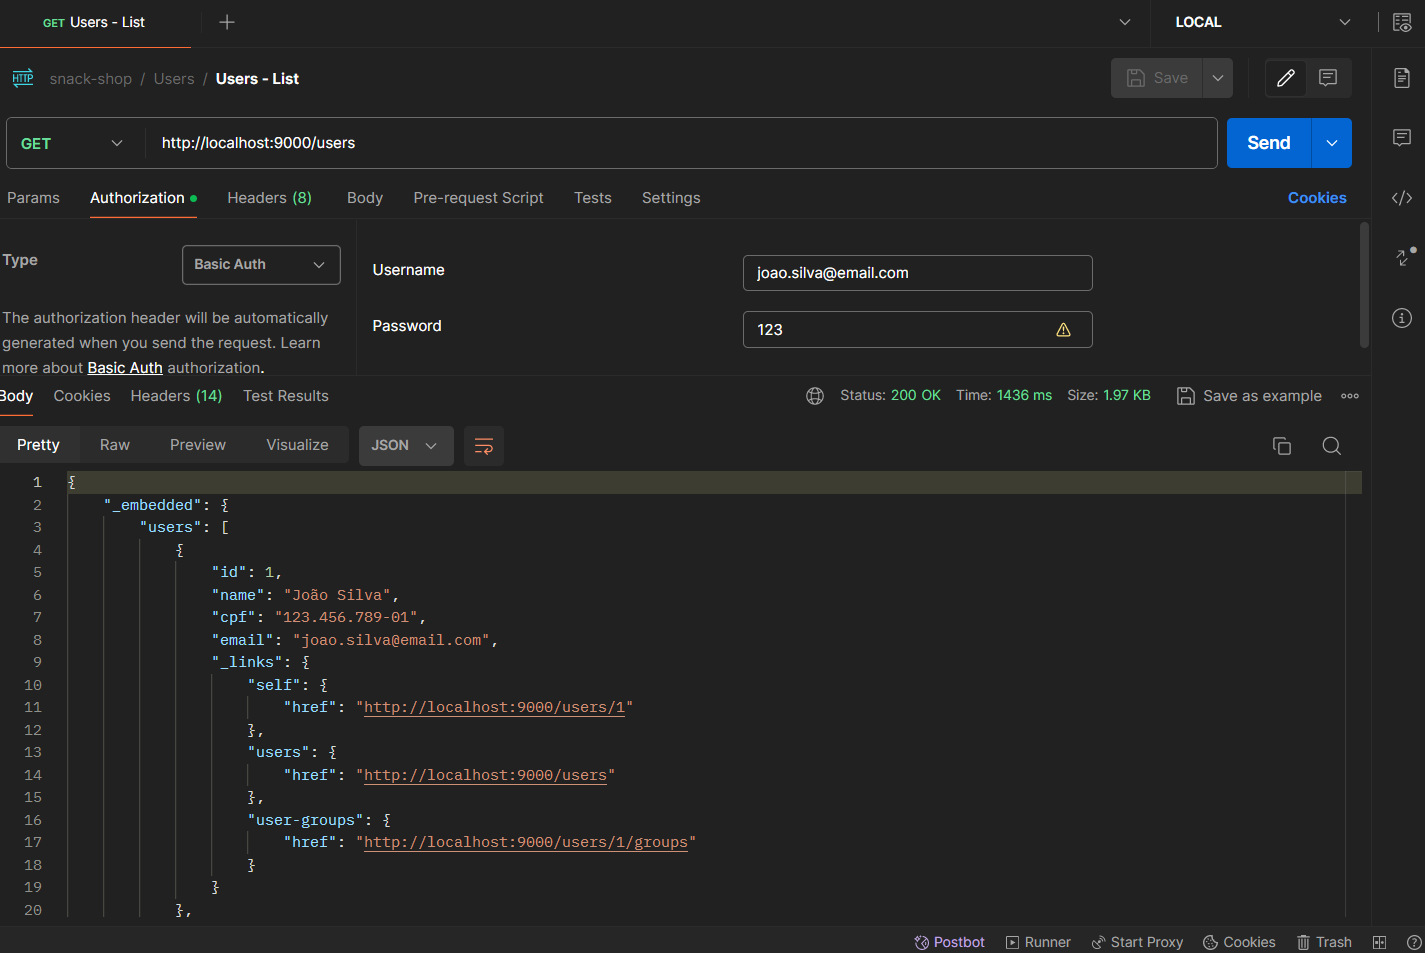 GET Users - List
LOCAL
HTTP snack-shop / Users / Users - List
Save
GET http://localhost:9000/users
Send
Params Authorization Headers (8) Body Pre-request Script Tests Settings Cookies
Type
Basic Auth
The authorization header will be automatically
generated when you send the request. Learn
more about Basic Auth authorization.
Username
joao.silva@email.com
Password
123
Body Cookies Headers (14) Test Results
Status: 200 OK Time: 1436 ms Size: 1.97 KB Save as example
Pretty Raw Preview Visualize JSON
1 {
2 "_embedded": {
3 "users": [
4 {
5 "id": 1,
6 "name": "João Silva",
7 "cpf": "123.456.789-01",
8 "email": "joao.silva@email.com",
9 "_links": {
10 "self": {
11 "href": "http://localhost:9000/users/1"
12 },
13 "users": {
14 "href": "http://localhost:9000/users"
15 },
16 "user-groups": {
17 "href": "http://localhost:9000/users/1/groups"
18 }
19 }
20 },
Postbot Runner Start Proxy Cookies Trash